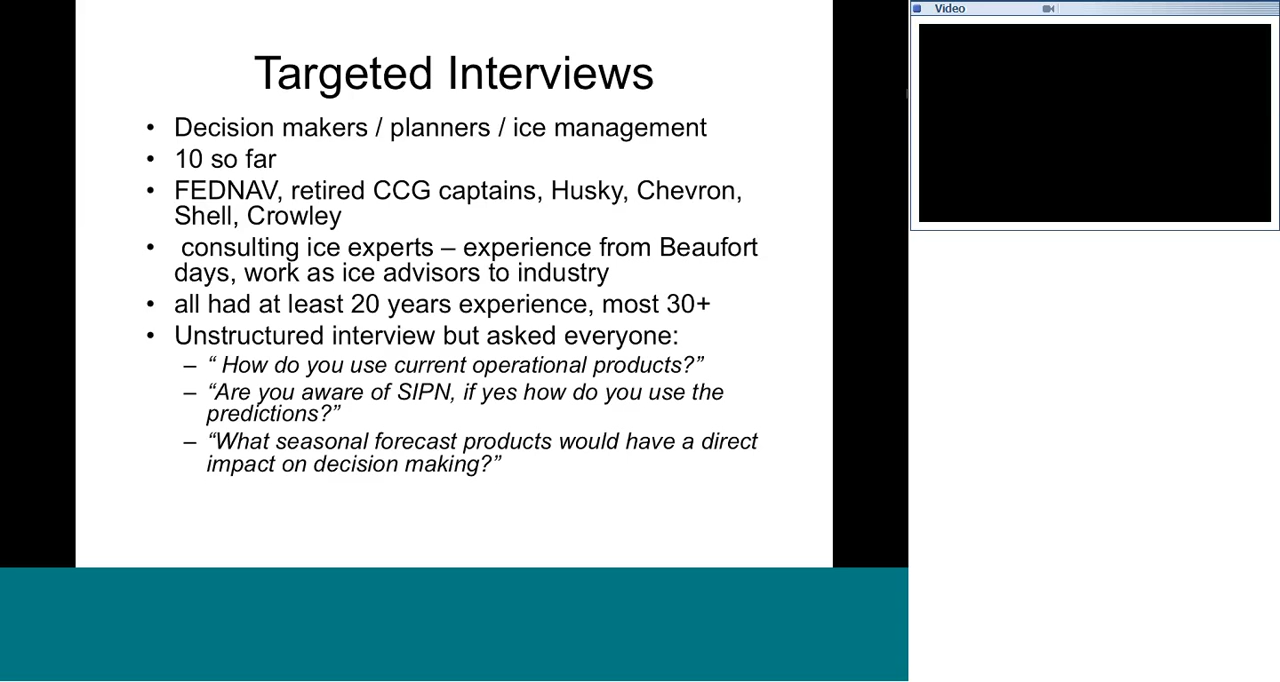 Targeted Interviews
• Decision makers / planners / ice management
• 10 so far
• FEDNAV, retired CCG captains, Husky, Chevron,
Shell, Crowley
• consulting ice experts – experience from Beaufort
days, work as ice advisors to industry
• all had at least 20 years experience, most 30+
• Unstructured interview but asked everyone:
– “ How do you use current operational products?”
– “Are you aware of SIPN, if yes how do you use the
predictions?”
– “What seasonal forecast products would have a direct
impact on decision making?”
Video